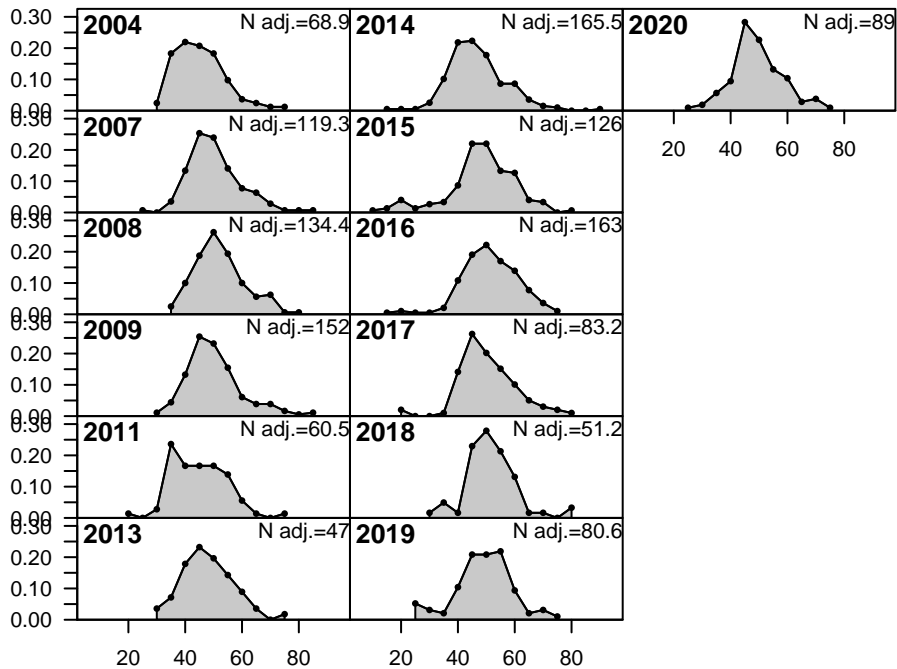 0.30
0.20
0.10
0.00
2004
N adj.=68.9
2014
N adj.=165.5
2020
N adj.=89
0.30
0.20
0.10
0.00
2007
N adj.=119.3
2015
N adj.=126
20 40 60 80
0.30
0.20
0.10
0.00
2008
N adj.=134.4
2016
N adj.=163
0.30
0.20
0.10
0.00
2009
N adj.=152
2017
N adj.=83.2
0.30
0.20
0.10
0.00
2011
N adj.=60.5
2018
N adj.=51.2
0.30
0.20
0.10
0.00
2013
N adj.=47
2019
N adj.=80.6
20 40 60 80
20 40 60 80